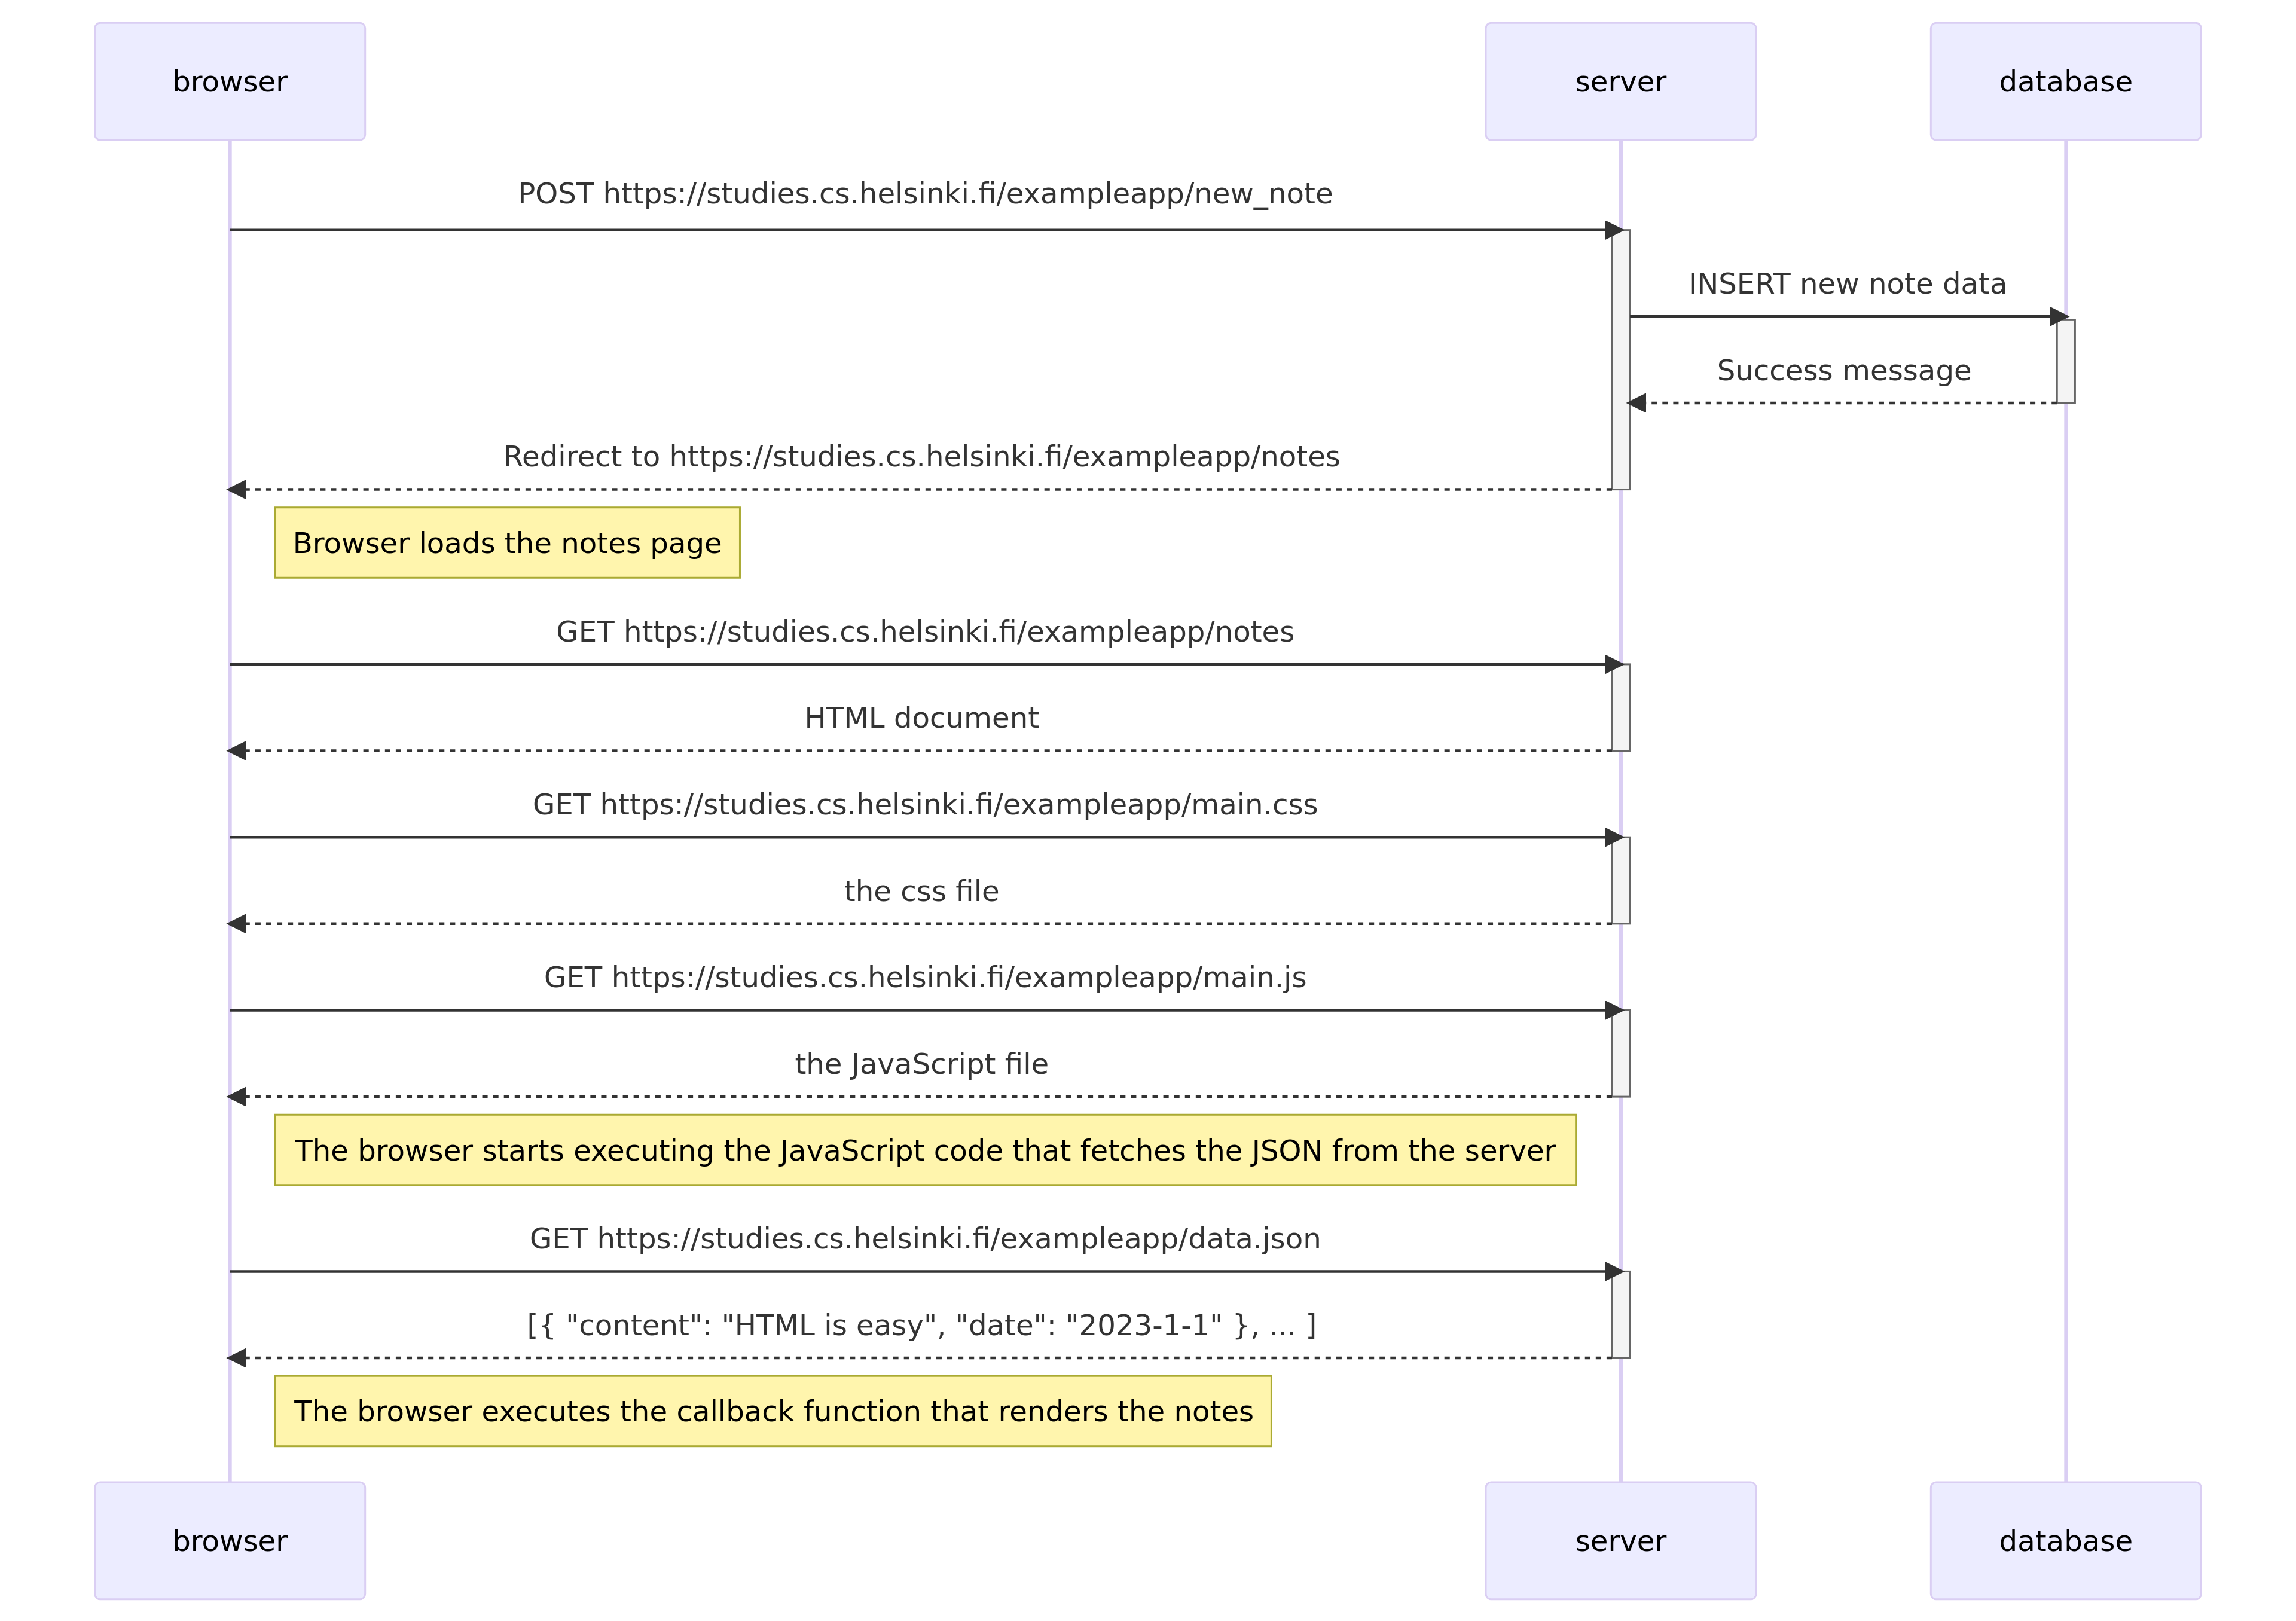 browser
server
database
POST https://studies.cs.helsinki.fi/exampleapp/new_note
INSERT new note data
Success message
Redirect to https://studies.cs.helsinki.fi/exampleapp/notes
Browser loads the notes page
GET https://studies.cs.helsinki.fi/exampleapp/notes
HTML document
GET https://studies.cs.helsinki.fi/exampleapp/main.css
the css file
GET https://studies.cs.helsinki.fi/exampleapp/main.js
the JavaScript file
The browser starts executing the JavaScript code that fetches the JSON from the server
GET https://studies.cs.helsinki.fi/exampleapp/data.json
[{ "content": "HTML is easy", "date": "2023-1-1" }, ... ]
The browser executes the callback function that renders the notes
browser
server
database